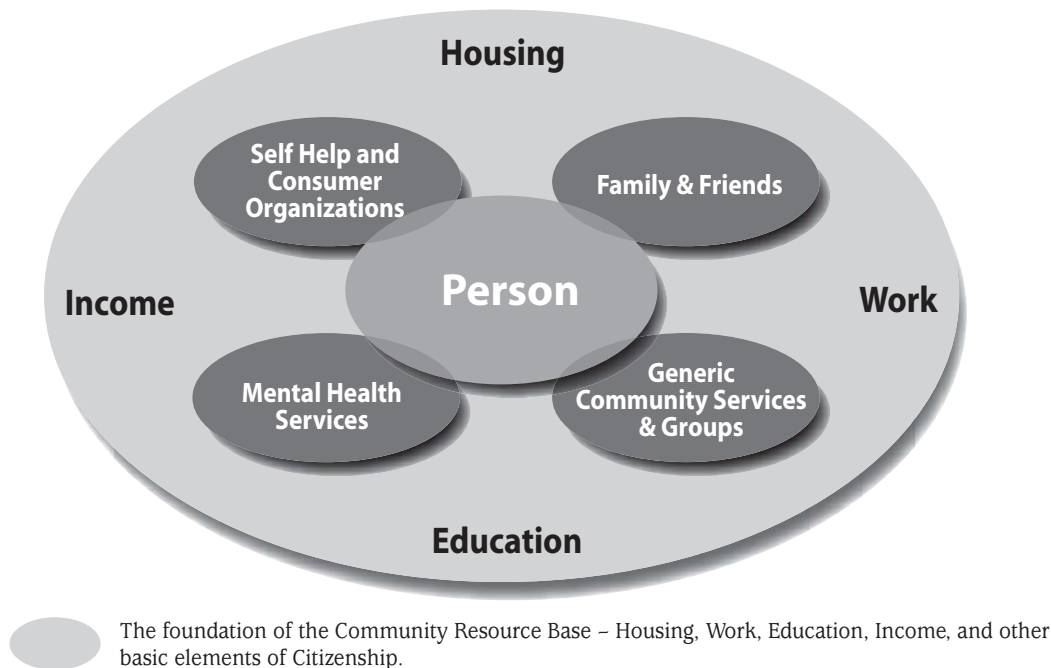 Housing
Self Help and
Consumer
Organizations
Family & Friends
Person
Income
Work
Mental Health
Services
Generic
Community Services
& Groups
Education
The foundation of the Community Resource Base – Housing, Work, Education, Income, and other
basic elements of Citizenship.